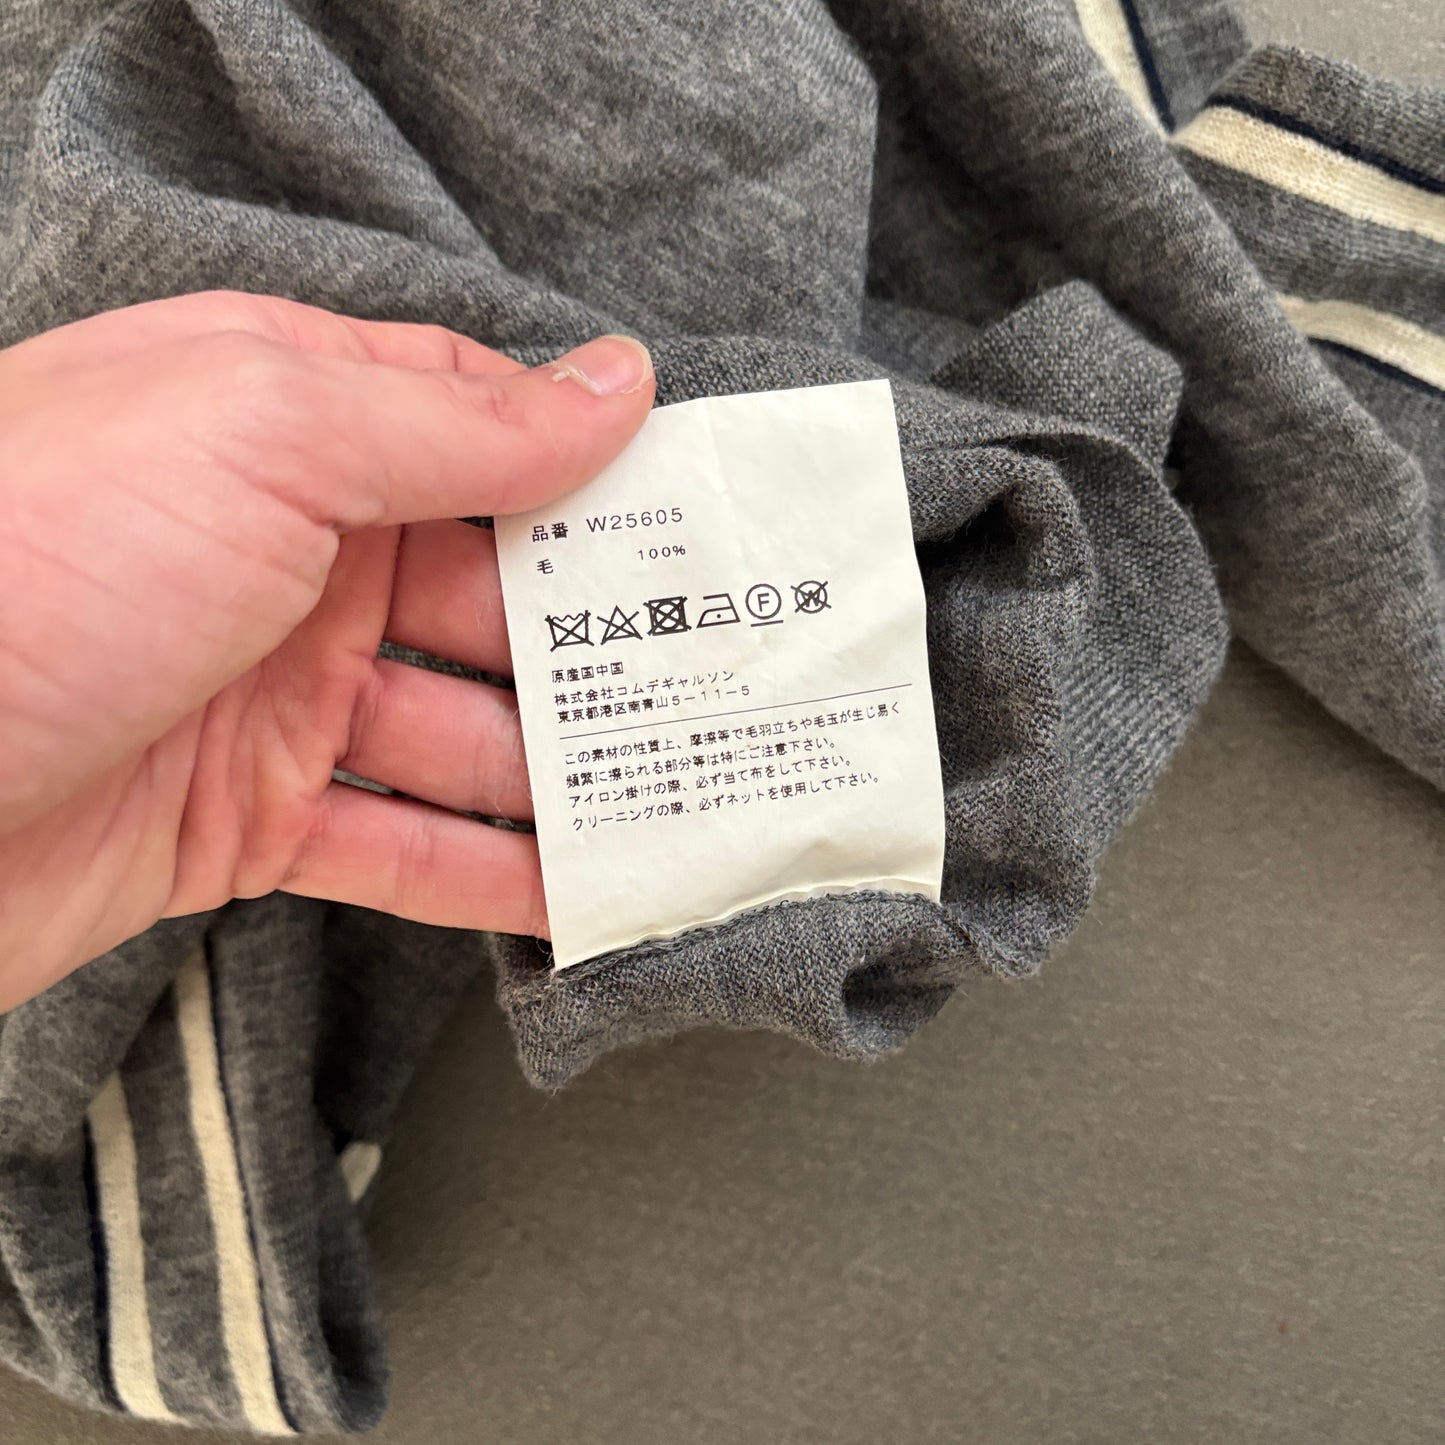 品番 W25605
毛 100%
F W
原産国中国
株式会社コムデギャルソン
東京都港区南青山5-11-5
この素材の性質上、摩擦等で毛羽立ちや毛玉が生じ易く
頻繁に擦られる部分等は特にご注意下さい。
アイロン掛けの際、必ず当て布をして下さい。
クリーニングの際、必ずネットを使用して下さい。